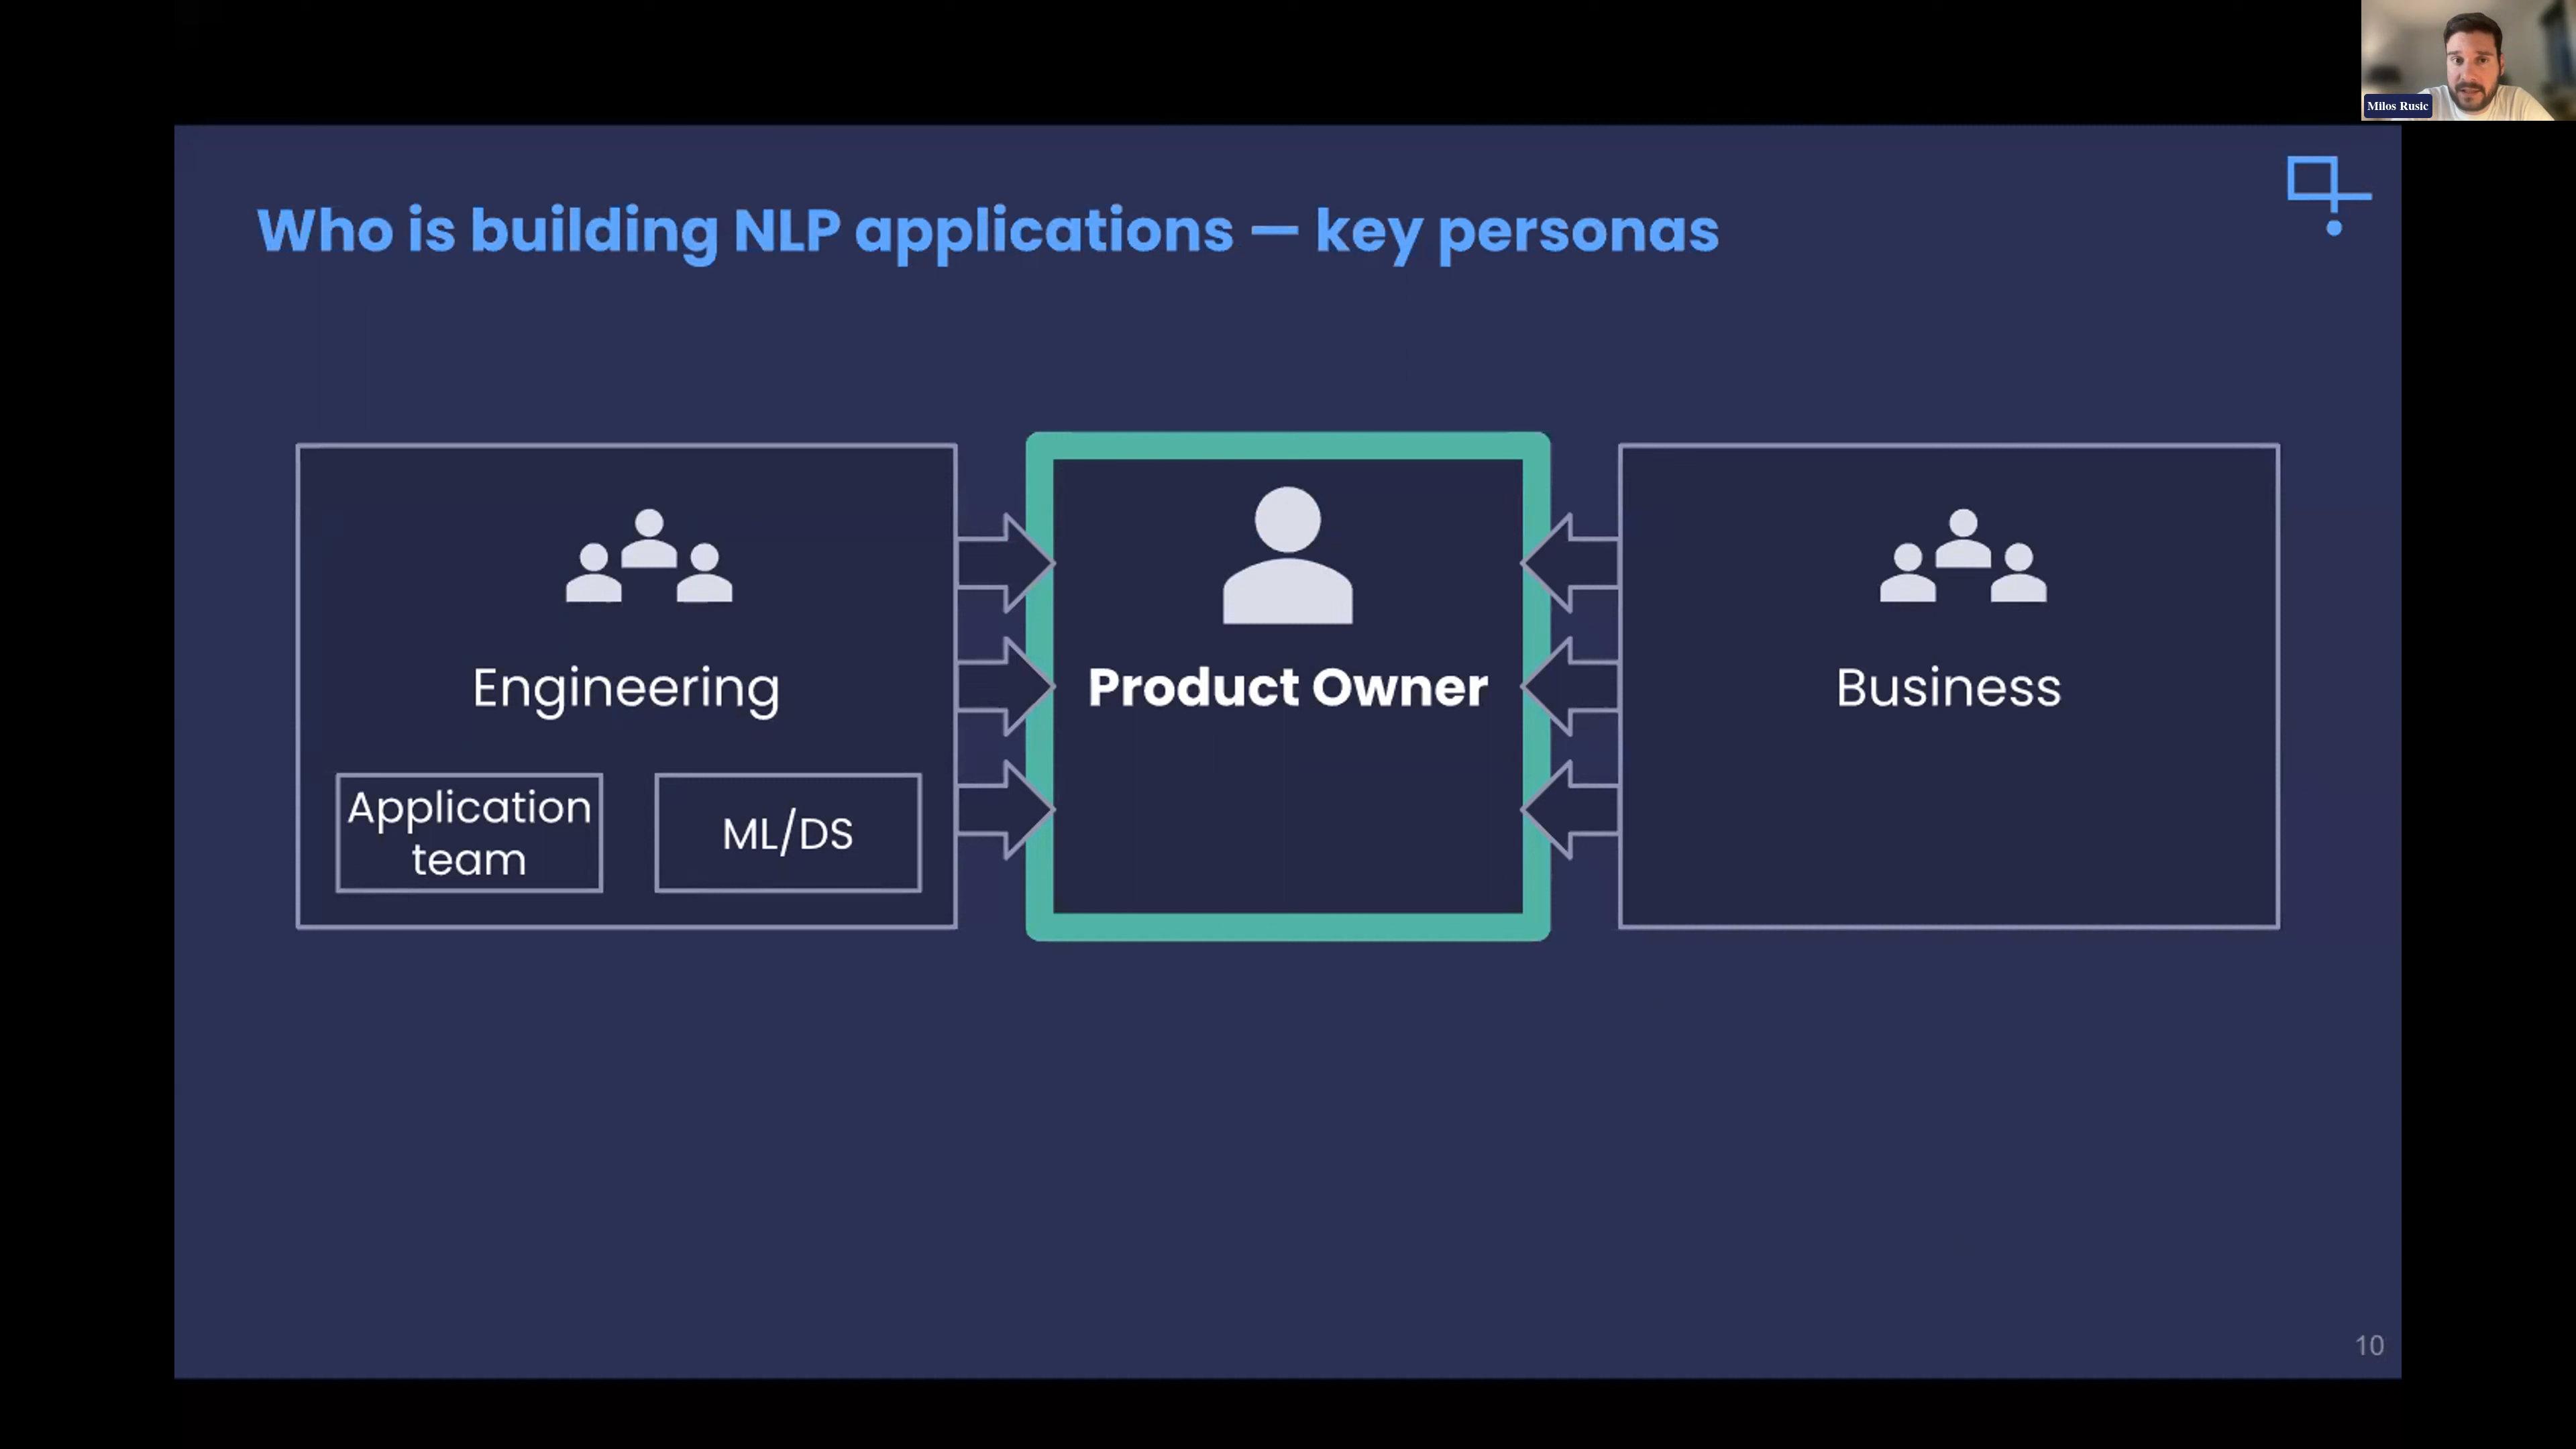 Milos Rusic
Who is building NLP applications — key personas
Engineering
Application
team
ML/DS
Product Owner
Business
10